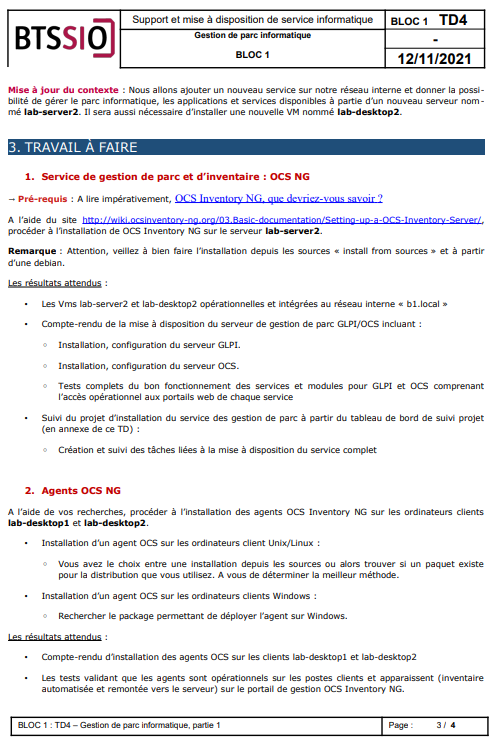 BTSSIO
Support et mise à disposition de service informatique
Gestion de parc informatique
BLOC 1
BLOC 1 TD4
-
12/11/2021
Mise à jour du contexte : Nous allons ajouter un nouveau service sur notre réseau interne et donner la possi-
bilité de gérer le parc informatique, les applications et services disponibles à partie d'un nouveau serveur nom-
mé lab-server2. Il sera aussi nécessaire d'installer une nouvelle VM nommé lab-desktop2.
3. TRAVAIL À FAIRE
1. Service de gestion de parc et d'inventaire : OCS NG
→ Pré-requis : A lire impérativement, OCS Inventory NG, que devriez-vous savoir ?
A l'aide du site http://wiki.ocsinventory-ng.org/03.Basic-documentation/Setting-up-a-OCS-Inventory-Server/,
procéder à l'installation de OCS Inventory NG sur le serveur lab-server2.
Remarque : Attention, veillez à bien faire l'installation depuis les sources « install from sources » et à partir
d'une debian.
Les résultats attendus :
• Les Vms lab-server2 et lab-desktop2 opérationnelles et intégrées au réseau interne « b1.local »
• Compte-rendu de la mise à disposition du serveur de gestion de parc GLPI/OCS incluant :
◦ Installation, configuration du serveur GLPI.
◦ Installation, configuration du serveur OCS.
◦ Tests complets du bon fonctionnement des services et modules pour GLPI et OCS comprenant
l'accès opérationnel aux portails web de chaque service
• Suivi du projet d'installation du service des gestion de parc à partir du tableau de bord de suivi projet
(en annexe de ce TD) :
◦ Création et suivi des tâches liées à la mise à disposition du service complet
2. Agents OCS NG
A l'aide de vos recherches, procéder à l'installation des agents OCS Inventory NG sur les ordinateurs clients
lab-desktop1 et lab-desktop2.
• Installation d'un agent OCS sur les ordinateurs client Unix/Linux :
◦ Vous avez le choix entre une installation depuis les sources ou alors trouver si un paquet existe
pour la distribution que vous utilisez. A vous de déterminer la meilleur méthode.
• Installation d'un agent OCS sur les ordinateurs clients Windows :
◦ Rechercher le package permettant de déployer l'agent sur Windows.
Les résultats attendus :
• Compte-rendu d'installation des agents OCS sur les clients lab-desktop1 et lab-desktop2
• Les tests validant que les agents sont opérationnels sur les postes clients et apparaissent (inventaire
automatisée et remontée vers le serveur) sur le portail de gestion OCS Inventory NG.
BLOC 1 : TD4 – Gestion de parc informatique, partie 1
Page : 3 / 4